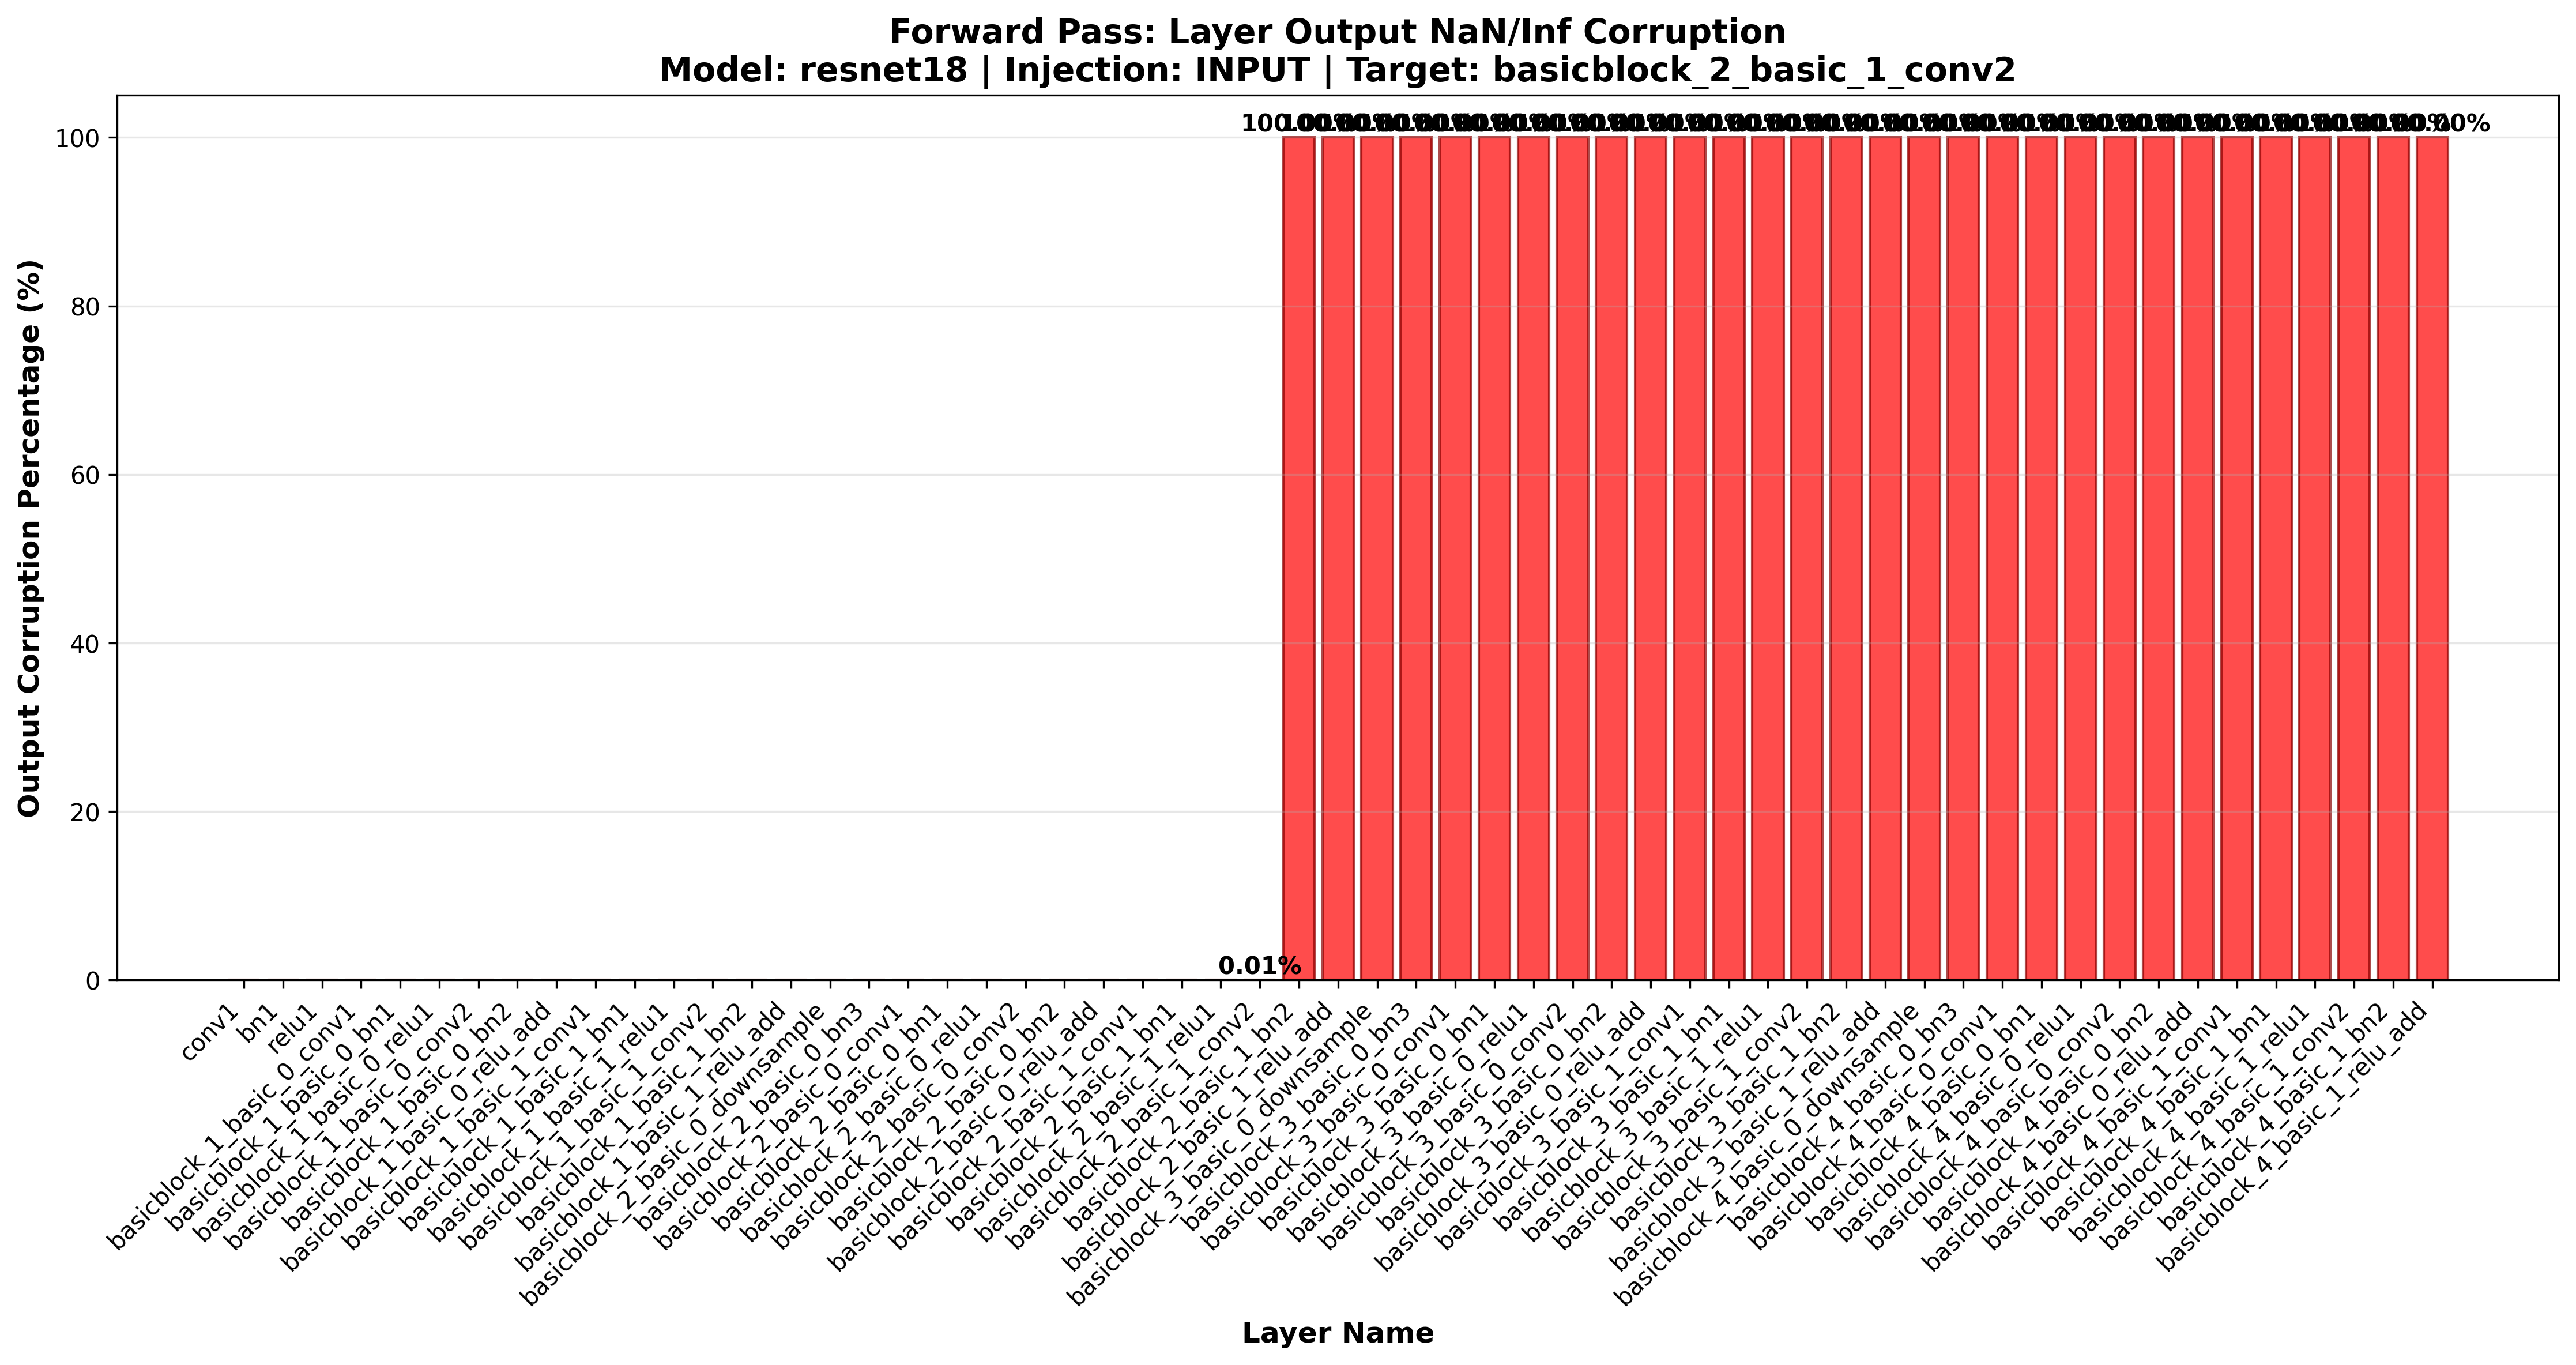 Forward Pass: Layer Output NaN/Inf Corruption
Model: resnet18 | Injection: INPUT | Target: basicblock_2_basic_1_conv2
Output Corruption Percentage (%)
100
80
60
40
20
0
0.01%
conv1
bn1
relu1
basicblock_1_basic_0_conv1
basicblock_1_basic_0_bn1
basicblock_1_basic_0_relu1
basicblock_1_basic_0_conv2
basicblock_1_basic_0_bn2
basicblock_1_basic_0_relu_add
basicblock_1_basic_1_conv1
basicblock_1_basic_1_bn1
basicblock_1_basic_1_relu1
basicblock_1_basic_1_conv2
basicblock_1_basic_1_bn2
basicblock_1_basic_1_relu_add
basicblock_2_basic_0_downsample
basicblock_2_basic_0_bn3
basicblock_2_basic_0_conv1
basicblock_2_basic_0_bn1
basicblock_2_basic_0_relu1
basicblock_2_basic_0_conv2
basicblock_2_basic_0_bn2
basicblock_2_basic_0_relu_add
basicblock_2_basic_1_conv1
basicblock_2_basic_1_bn1
basicblock_2_basic_1_relu1
basicblock_2_basic_1_conv2
basicblock_2_basic_1_bn2
basicblock_2_basic_1_relu_add
basicblock_3_basic_0_downsample
basicblock_3_basic_0_bn3
basicblock_3_basic_0_conv1
basicblock_3_basic_0_bn1
basicblock_3_basic_0_relu1
basicblock_3_basic_0_conv2
basicblock_3_basic_0_bn2
basicblock_3_basic_0_relu_add
basicblock_3_basic_1_conv1
basicblock_3_basic_1_bn1
basicblock_3_basic_1_relu1
basicblock_3_basic_1_conv2
basicblock_3_basic_1_bn2
basicblock_3_basic_1_relu_add
basicblock_4_basic_0_downsample
basicblock_4_basic_0_bn3
basicblock_4_basic_0_conv1
basicblock_4_basic_0_bn1
basicblock_4_basic_0_relu1
basicblock_4_basic_0_conv2
basicblock_4_basic_0_bn2
basicblock_4_basic_0_relu_add
basicblock_4_basic_1_conv1
basicblock_4_basic_1_bn1
basicblock_4_basic_1_relu1
basicblock_4_basic_1_conv2
basicblock_4_basic_1_bn2
basicblock_4_basic_1_relu_add
Layer Name